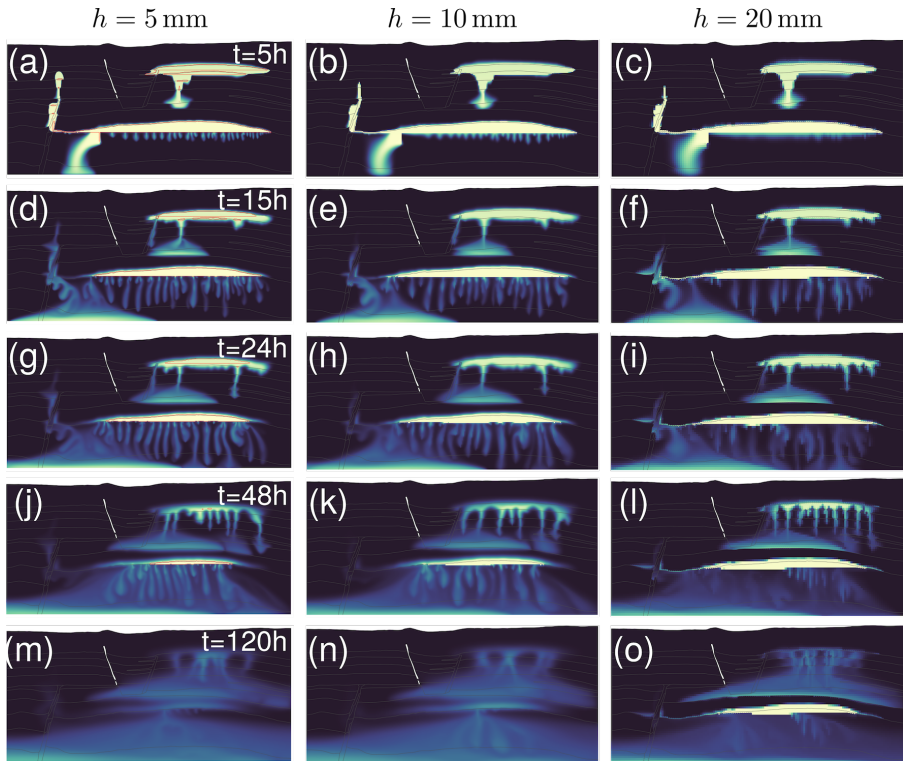 h = 5 mm h = 10 mm h = 20 mm
(a) t=5h (b) (c)
(d) t=15h (e) (f)
(g) t=24h (h) (i)
(j) t=48h (k) (l)
(m) t=120h (n) (o)